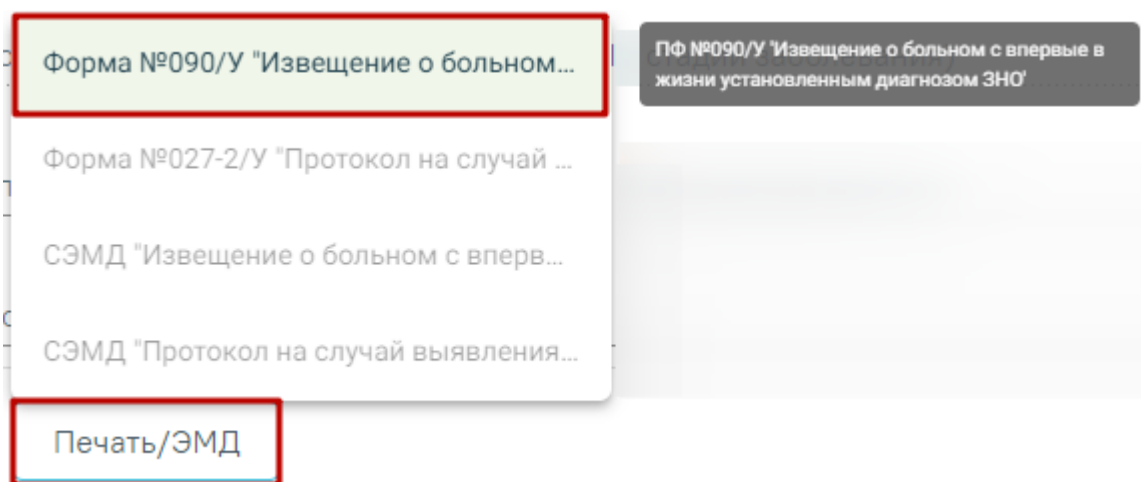 Форма №090/У "Извещение о больном...
ПФ №090/У 'Извещение о больном с впервые в
жизни установленным диагнозом ЗНО'
Форма №027-2/У "Протокол на случай ...
СЭМД "Извещение о больном с вперв...
СЭМД "Протокол на случай выявления...
Печать/ЭМД